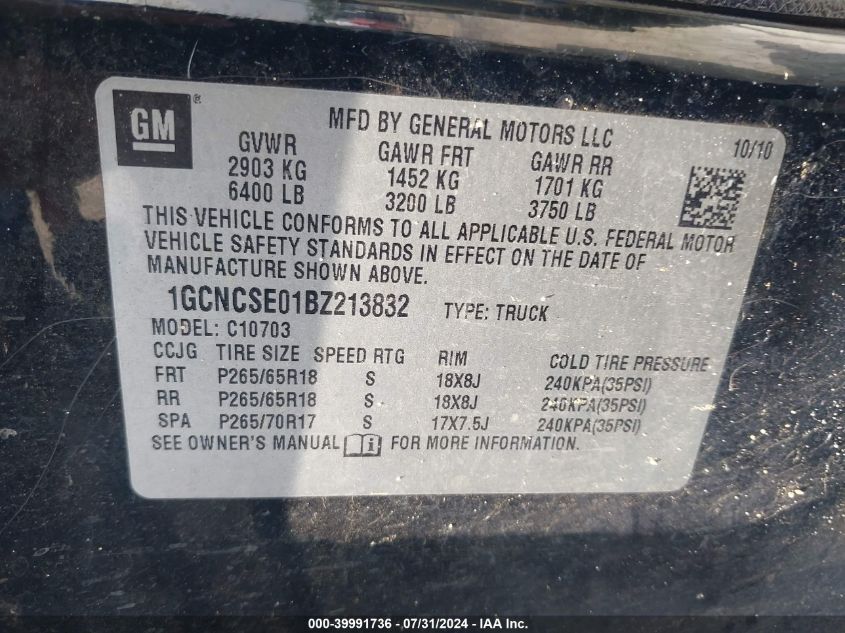 GM ®
MFD BY GENERAL MOTORS LLC
10/10
GVWR GAWR FRT GAWR RR
2903 KG 1452 KG 1701 KG
6400 LB 3200 LB 3750 LB
THIS VEHICLE CONFORMS TO ALL APPLICABLE U.S. FEDERAL MOTOR
VEHICLE SAFETY STANDARDS IN EFFECT ON THE DATE OF
MANUFACTURE SHOWN ABOVE.
1GCNCSE01BZ213832 TYPE: TRUCK
MODEL: C10703
CCJG TIRE SIZE SPEED RTG RIM COLD TIRE PRESSURE
FRT P265/65R18 S 18X8J 240KPA(35PSI)
RR P265/65R18 S 18X8J 240KPA(35PSI)
SPA P265/70R17 S 17X7.5J 240KPA(35PSI)
SEE OWNER'S MANUAL i FOR MORE INFORMATION.
000-39991736 - 07/31/2024 - IAA Inc.